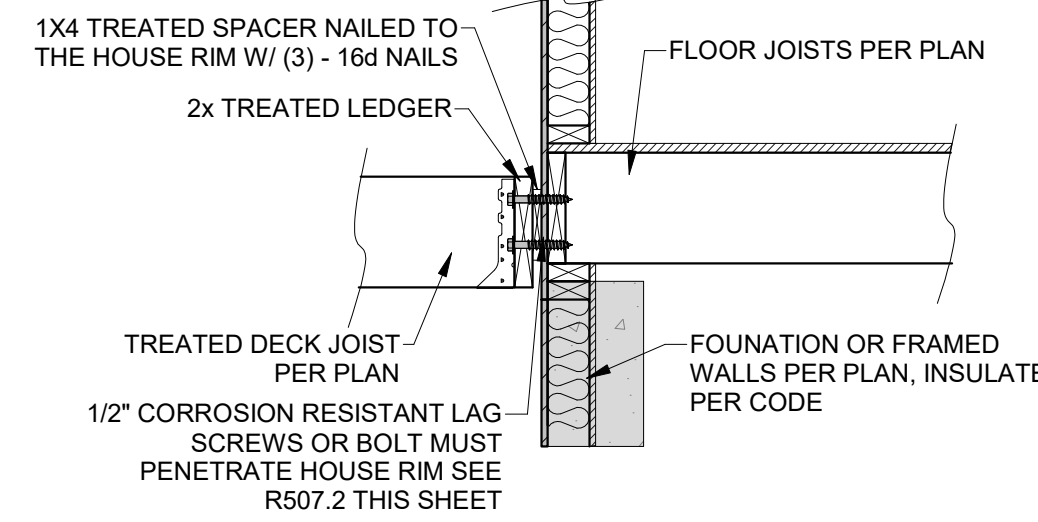 1X4 TREATED SPACER NAILED TO
THE HOUSE RIM W/ (3) - 16d NAILS
2x TREATED LEDGER
FLOOR JOISTS PER PLAN
TREATED DECK JOIST
PER PLAN
1/2" CORROSION RESISTANT LAG
SCREWS OR BOLT MUST
PENETRATE HOUSE RIM SEE
R507.2 THIS SHEET
FOUNATION OR FRAMED
WALLS PER PLAN, INSULATE
PER CODE